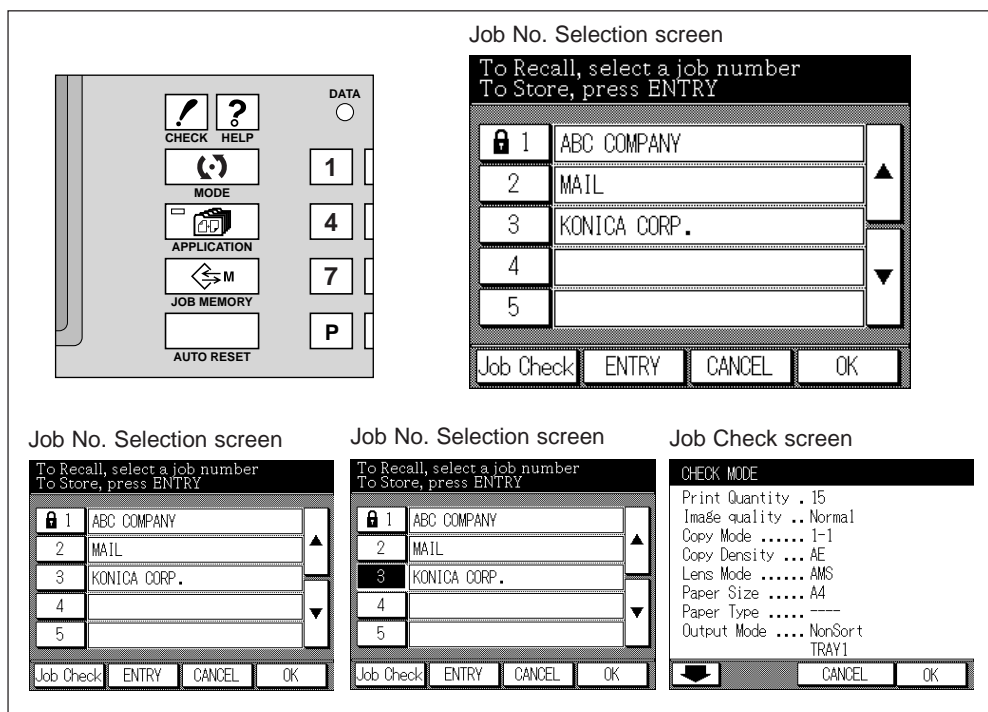 Job No. Selection screen
To Recall, select a job number
To Store, press ENTRY
1 ABC COMPANY
2 MAIL
3 KONICA CORP.
4
5
Job Check ENTRY CANCEL OK
DATA
CHECK HELP
MODE
1
APPLICATION
4
M
JOB MEMORY
7
AUTO RESET
P
Job No. Selection screen
To Recall, select a job number
To Store, press ENTRY
1 ABC COMPANY
2 MAIL
3 KONICA CORP.
4
5
Job Check ENTRY CANCEL OK
Job No. Selection screen
To Recall, select a job number
To Store, press ENTRY
1 ABC COMPANY
2 MAIL
3 KONICA CORP.
4
5
Job Check ENTRY CANCEL OK
Job Check screen
CHECK MODE
Print Quantity . 15
Image quality .. Normal
Copy Mode ...... 1-1
Copy Density ... AE
Lens Mode ...... AMS
Paper Size ..... A4
Paper Type ..... ----
Output Mode .... NonSort
TRAY1
CANCEL OK